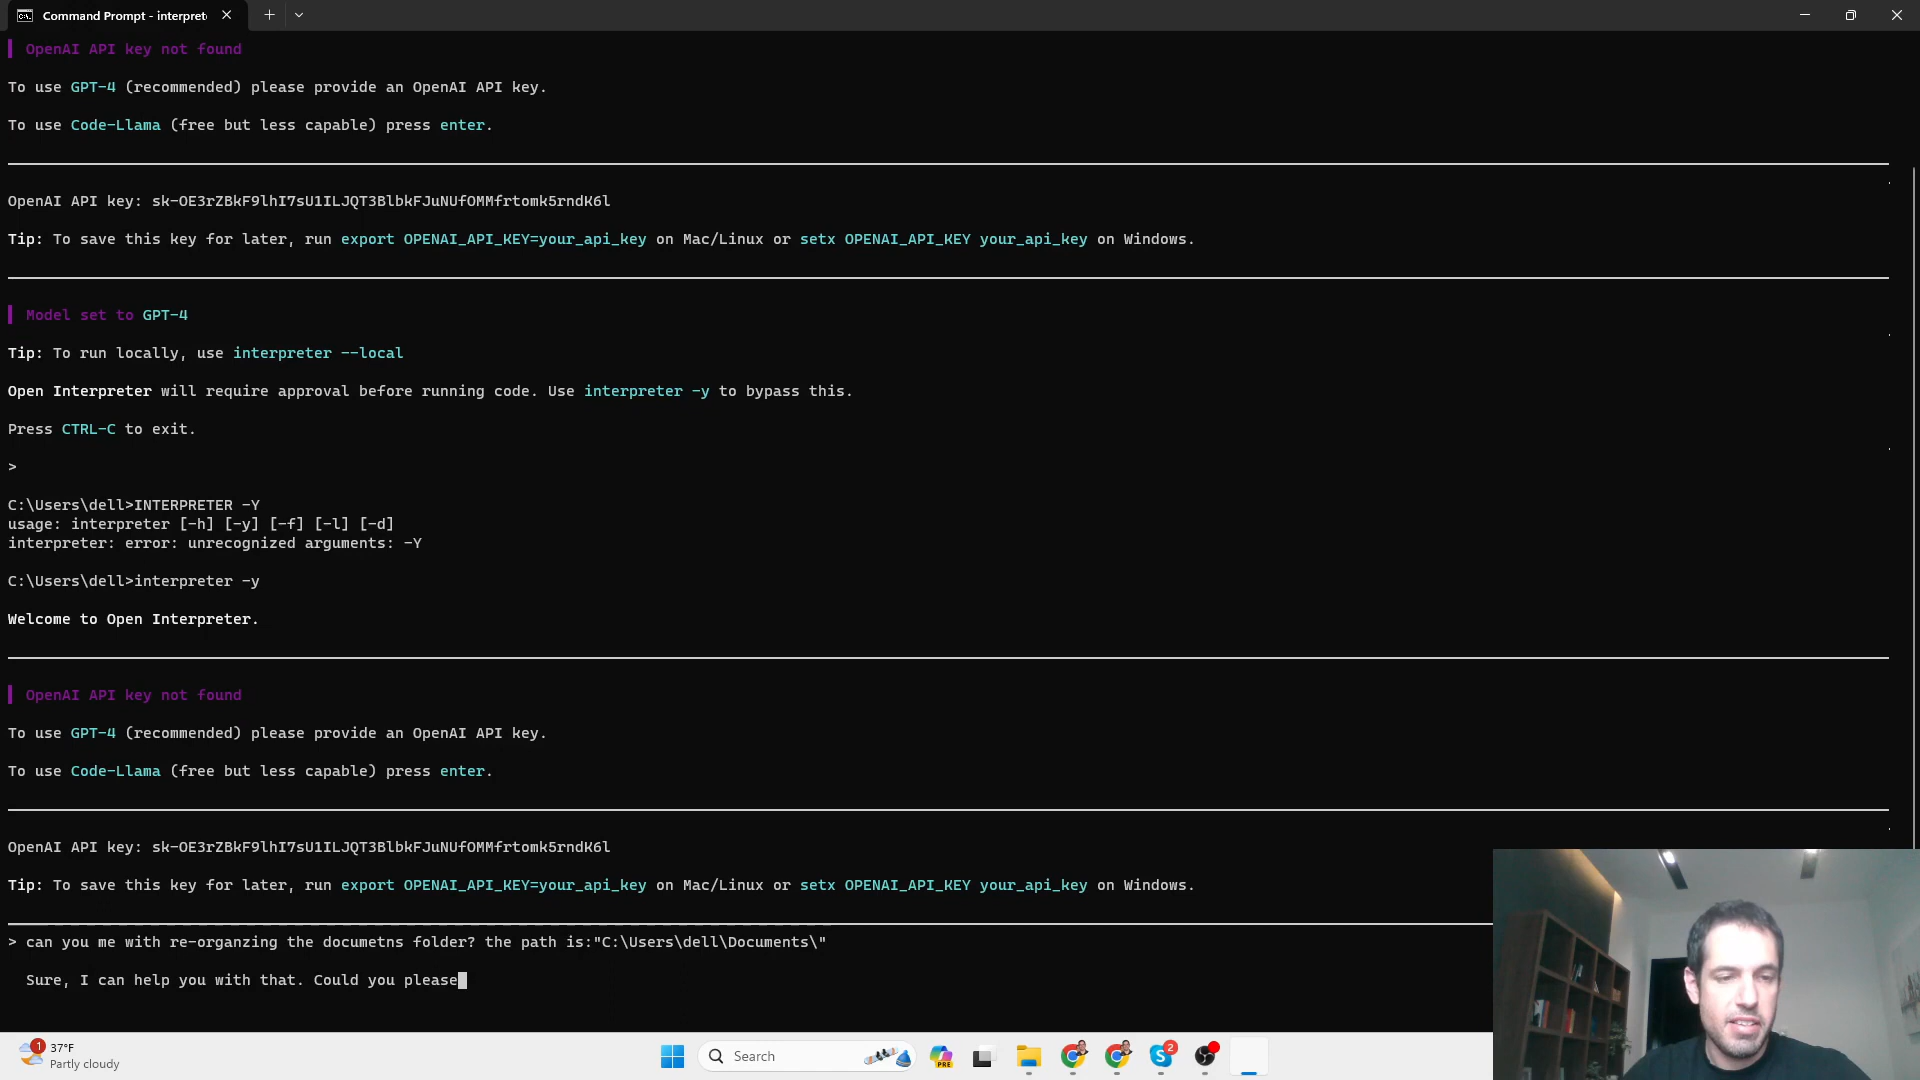 Command Prompt - interpret
OpenAI API key not found
To use GPT-4 (recommended) please provide an OpenAI API key.
To use Code-Llama (free but less capable) press enter.
OpenAI API key: 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
Tip: To save this key for later, run export OPENAI_API_KEY=your_api_key on Mac/Linux or setx OPENAI_API_KEY your_api_key on Windows.
Model set to GPT-4
Tip: To run locally, use interpreter --local
Open Interpreter will require approval before running code. Use interpreter -y to bypass this.
Press CTRL-C to exit.
>
C:\Users\dell>INTERPRETER -Y
usage: interpreter [-h] [-y] [-f] [-l] [-d]
interpreter: error: unrecognized arguments: -Y
C:\Users\dell>interpreter -y
Welcome to Open Interpreter.
OpenAI API key not found
To use GPT-4 (recommended) please provide an OpenAI API key.
To use Code-Llama (free but less capable) press enter.
OpenAI API key: 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
Tip: To save this key for later, run export OPENAI_API_KEY=your_api_key on Mac/Linux or setx OPENAI_API_KEY your_api_key on Windows.
> can you me with re-organzing the documetns folder? the path is:"C:\Users\dell\Documents\"
Sure, I can help you with that. Could you please
1
37°F
Partly cloudy
Search
PRE
S 2